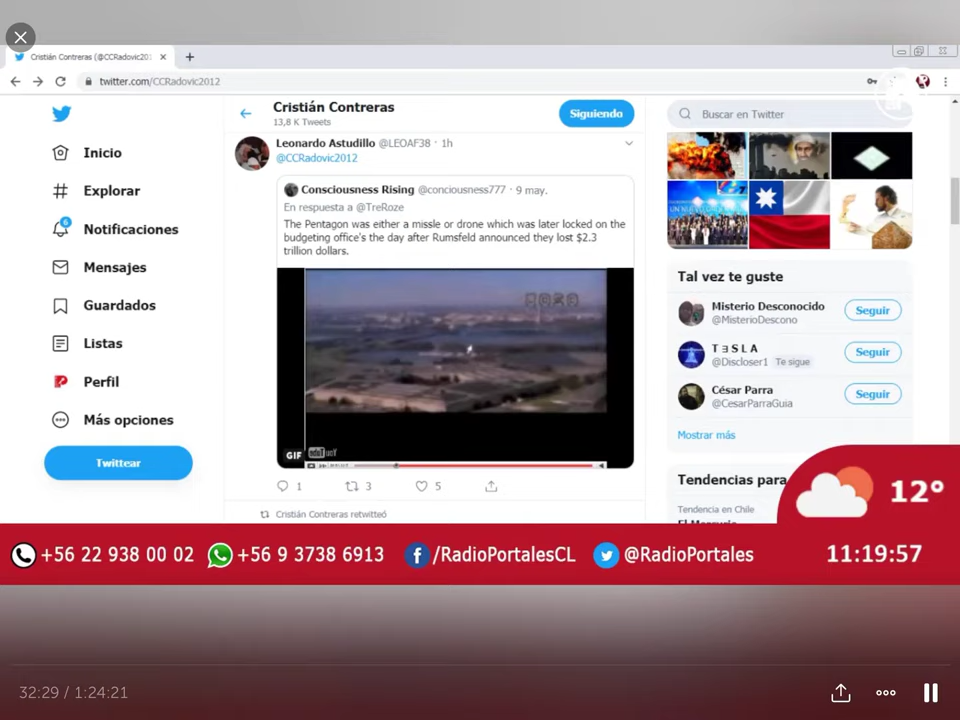 Cristián Contreras (@CCRadovic201
twitter.com/CCRadovic2012
Cristián Contreras
13,8 K Tweets
Siguiendo
Buscar en Twitter
Inicio
Explorar
6
Notificaciones
Mensajes
Guardados
Listas
Perfil
Más opciones
Twittear
Leonardo Astudillo @LEOAF38 · 1h
@CCRadovic2012
Consciousness Rising @conciousness777 · 9 may.
En respuesta a @TreRoze
The Pentagon was either a missle or drone which was later locked on the
budgeting office's the day after Rumsfeld announced they lost $2.3
trillion dollars.
GIF
1
3
5
Cristián Contreras retwitteó
Tal vez te guste
Misterio Desconocido
@MisterioDescono
Seguir
T ƎS L A
@Discloser1 Te sigue
Seguir
César Parra
@CesarParraGuia
Seguir
Mostrar más
Tendencias para
Tendencia en Chile
El Mercurio
12°
+56 22 938 00 02
+56 9 3738 6913
/RadioPortalesCL
@RadioPortales
11:19:57
32:29 / 1:24:21